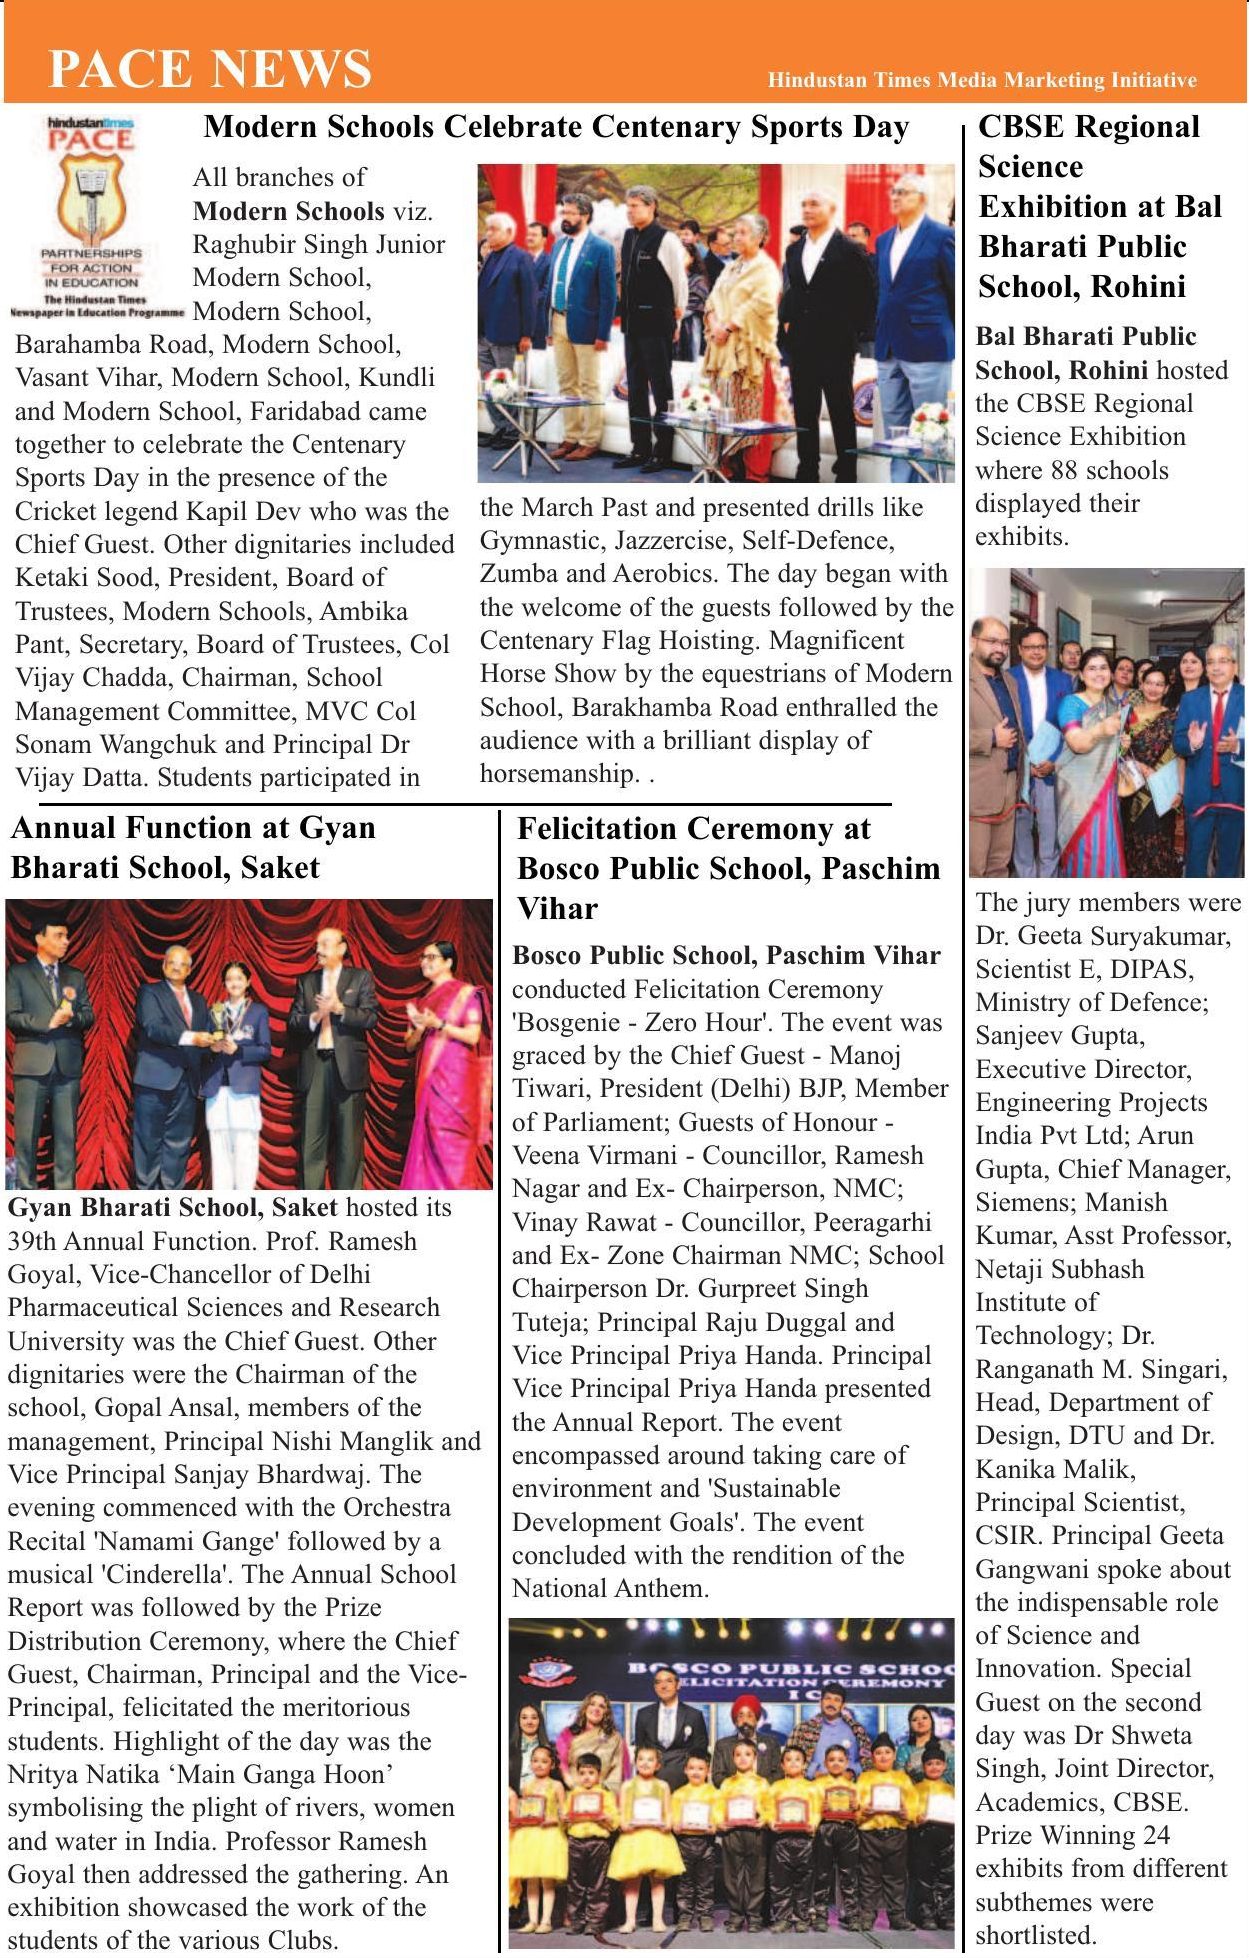 PACE NEWS
Hindustan Times Media Marketing Initiative
hindustantimes
PACE
PARTNERSHIPS
FOR ACTION
IN EDUCATION
The Hindustan Times
Newspaper in Education Programme
Modern Schools Celebrate Centenary Sports Day
All branches of
Modern Schools viz.
Raghubir Singh Junior
Modern School,
Modern School,
Barahamba Road, Modern School,
Vasant Vihar, Modern School, Kundli
and Modern School, Faridabad came
together to celebrate the Centenary
Sports Day in the presence of the
Cricket legend Kapil Dev who was the
Chief Guest. Other dignitaries included
Ketaki Sood, President, Board of
Trustees, Modern Schools, Ambika
Pant, Secretary, Board of Trustees, Col
Vijay Chadda, Chairman, School
Management Committee, MVC Col
Sonam Wangchuk and Principal Dr
Vijay Datta. Students participated in
the March Past and presented drills like
Gymnastic, Jazzercise, Self-Defence,
Zumba and Aerobics. The day began with
the welcome of the guests followed by the
Centenary Flag Hoisting. Magnificent
Horse Show by the equestrians of Modern
School, Barakhamba Road enthralled the
audience with a brilliant display of
horsemanship. .
CBSE Regional
Science
Exhibition at Bal
Bharati Public
School, Rohini
Bal Bharati Public
School, Rohini hosted
the CBSE Regional
Science Exhibition
where 88 schools
displayed their
exhibits.
The jury members were
Dr. Geeta Suryakumar,
Scientist E, DIPAS,
Ministry of Defence;
Sanjeev Gupta,
Executive Director,
Engineering Projects
India Pvt Ltd; Arun
Gupta, Chief Manager,
Siemens; Manish
Kumar, Asst Professor,
Netaji Subhash
Institute of
Technology; Dr.
Ranganath M. Singari,
Head, Department of
Design, DTU and Dr.
Kanika Malik,
Principal Scientist,
CSIR. Principal Geeta
Gangwani spoke about
the indispensable role
of Science and
Innovation. Special
Guest on the second
day was Dr Shweta
Singh, Joint Director,
Academics, CBSE.
Prize Winning 24
exhibits from different
subthemes were
shortlisted.
Annual Function at Gyan
Bharati School, Saket
Gyan Bharati School, Saket hosted its
39th Annual Function. Prof. Ramesh
Goyal, Vice-Chancellor of Delhi
Pharmaceutical Sciences and Research
University was the Chief Guest. Other
dignitaries were the Chairman of the
school, Gopal Ansal, members of the
management, Principal Nishi Manglik and
Vice Principal Sanjay Bhardwaj. The
evening commenced with the Orchestra
Recital 'Namami Gange' followed by a
musical 'Cinderella'. The Annual School
Report was followed by the Prize
Distribution Ceremony, where the Chief
Guest, Chairman, Principal and the Vice-
Principal, felicitated the meritorious
students. Highlight of the day was the
Nritya Natika ‘Main Ganga Hoon’
symbolising the plight of rivers, women
and water in India. Professor Ramesh
Goyal then addressed the gathering. An
exhibition showcased the work of the
students of the various Clubs.
Felicitation Ceremony at
Bosco Public School, Paschim
Vihar
Bosco Public School, Paschim Vihar
conducted Felicitation Ceremony
'Bosgenie - Zero Hour'. The event was
graced by the Chief Guest - Manoj
Tiwari, President (Delhi) BJP, Member
of Parliament; Guests of Honour -
Veena Virmani - Councillor, Ramesh
Nagar and Ex- Chairperson, NMC;
Vinay Rawat - Councillor, Peeragarhi
and Ex- Zone Chairman NMC; School
Chairperson Dr. Gurpreet Singh
Tuteja; Principal Raju Duggal and
Vice Principal Priya Handa. Principal
Vice Principal Priya Handa presented
the Annual Report. The event
encompassed around taking care of
environment and 'Sustainable
Development Goals'. The event
concluded with the rendition of the
National Anthem.
BOSCO PUBLIC SCHOO
ELICITATION CEREMONY